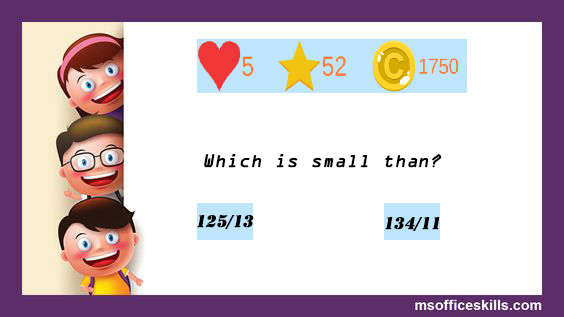 5 52 C 1750
Which is small than?
125/13 134/11
msofficeskills.com